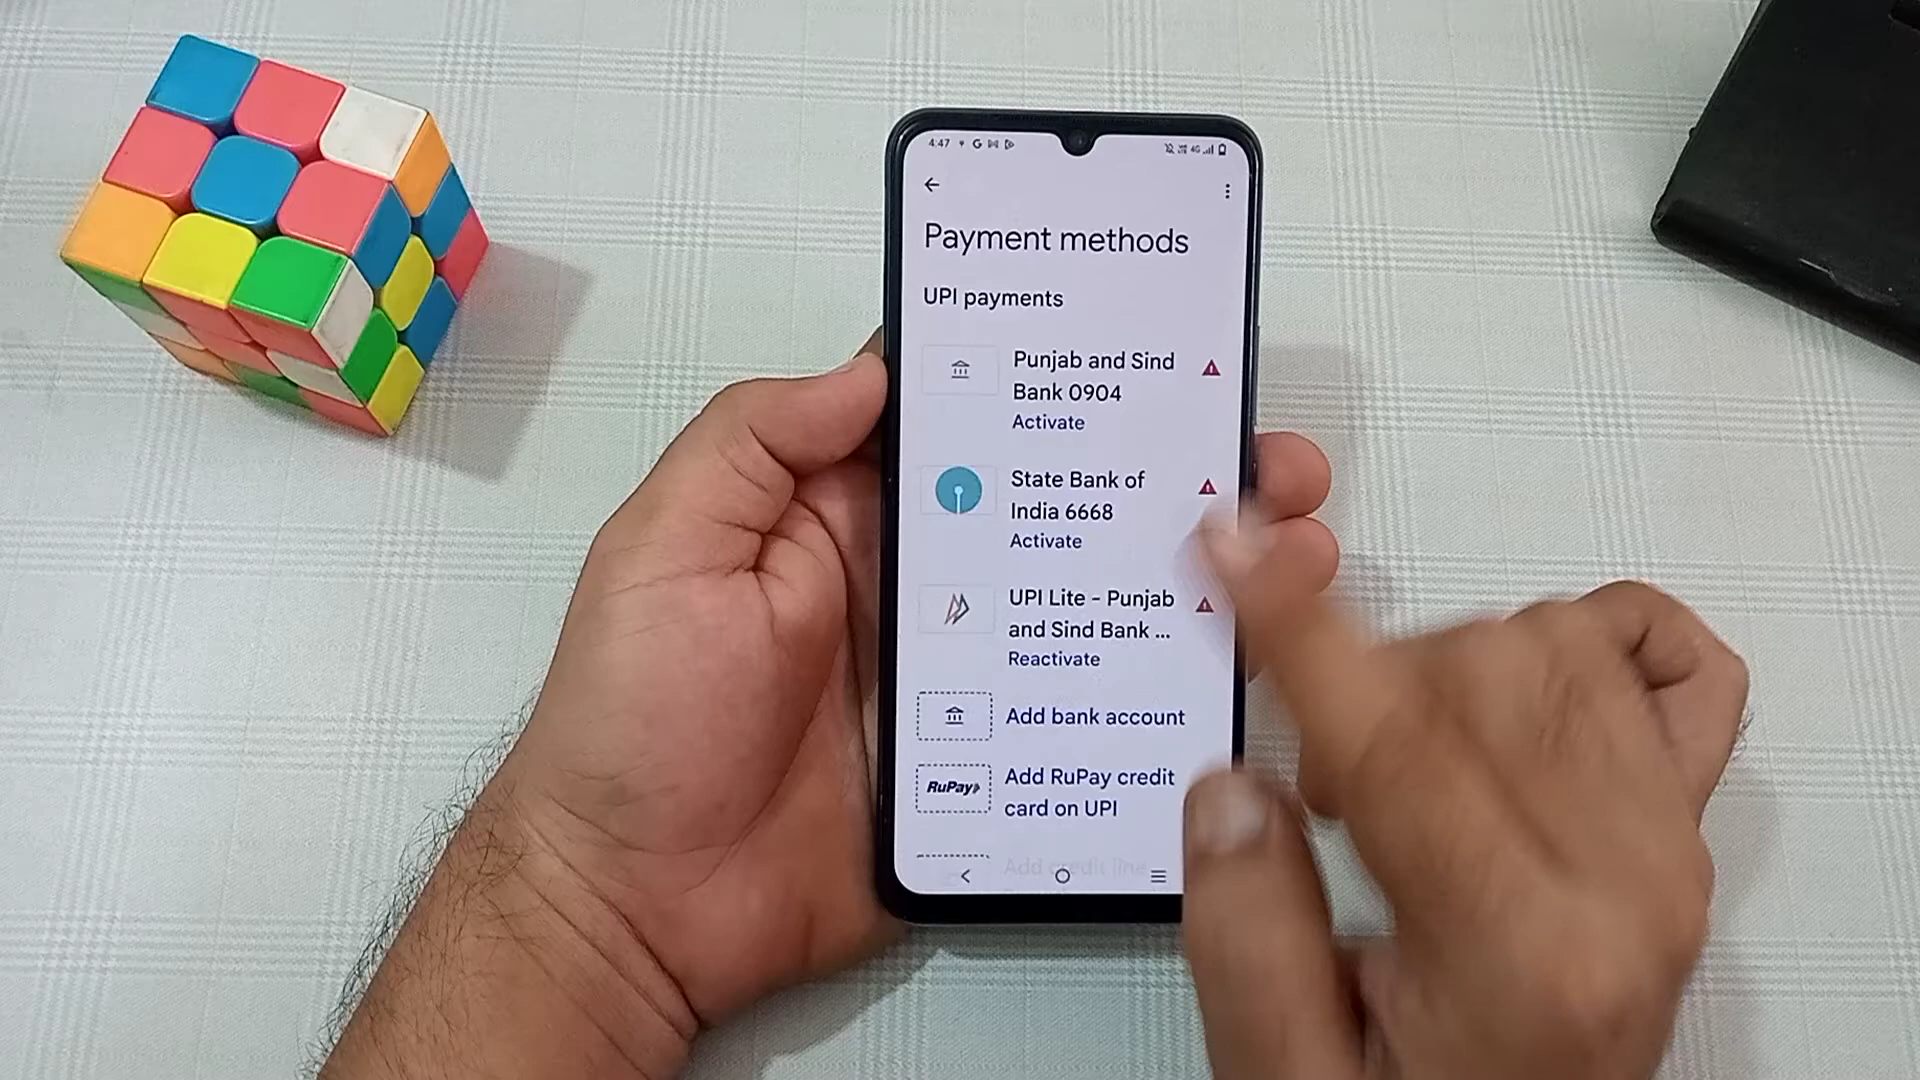 4:47
4G
Payment methods
UPI payments
Punjab and Sind
Bank 0904
Activate
State Bank of
India 6668
Activate
UPI Lite - Punjab
and Sind Bank ...
Reactivate
Add bank account
RuPay
Add RuPay credit
card on UPI
Add credit line